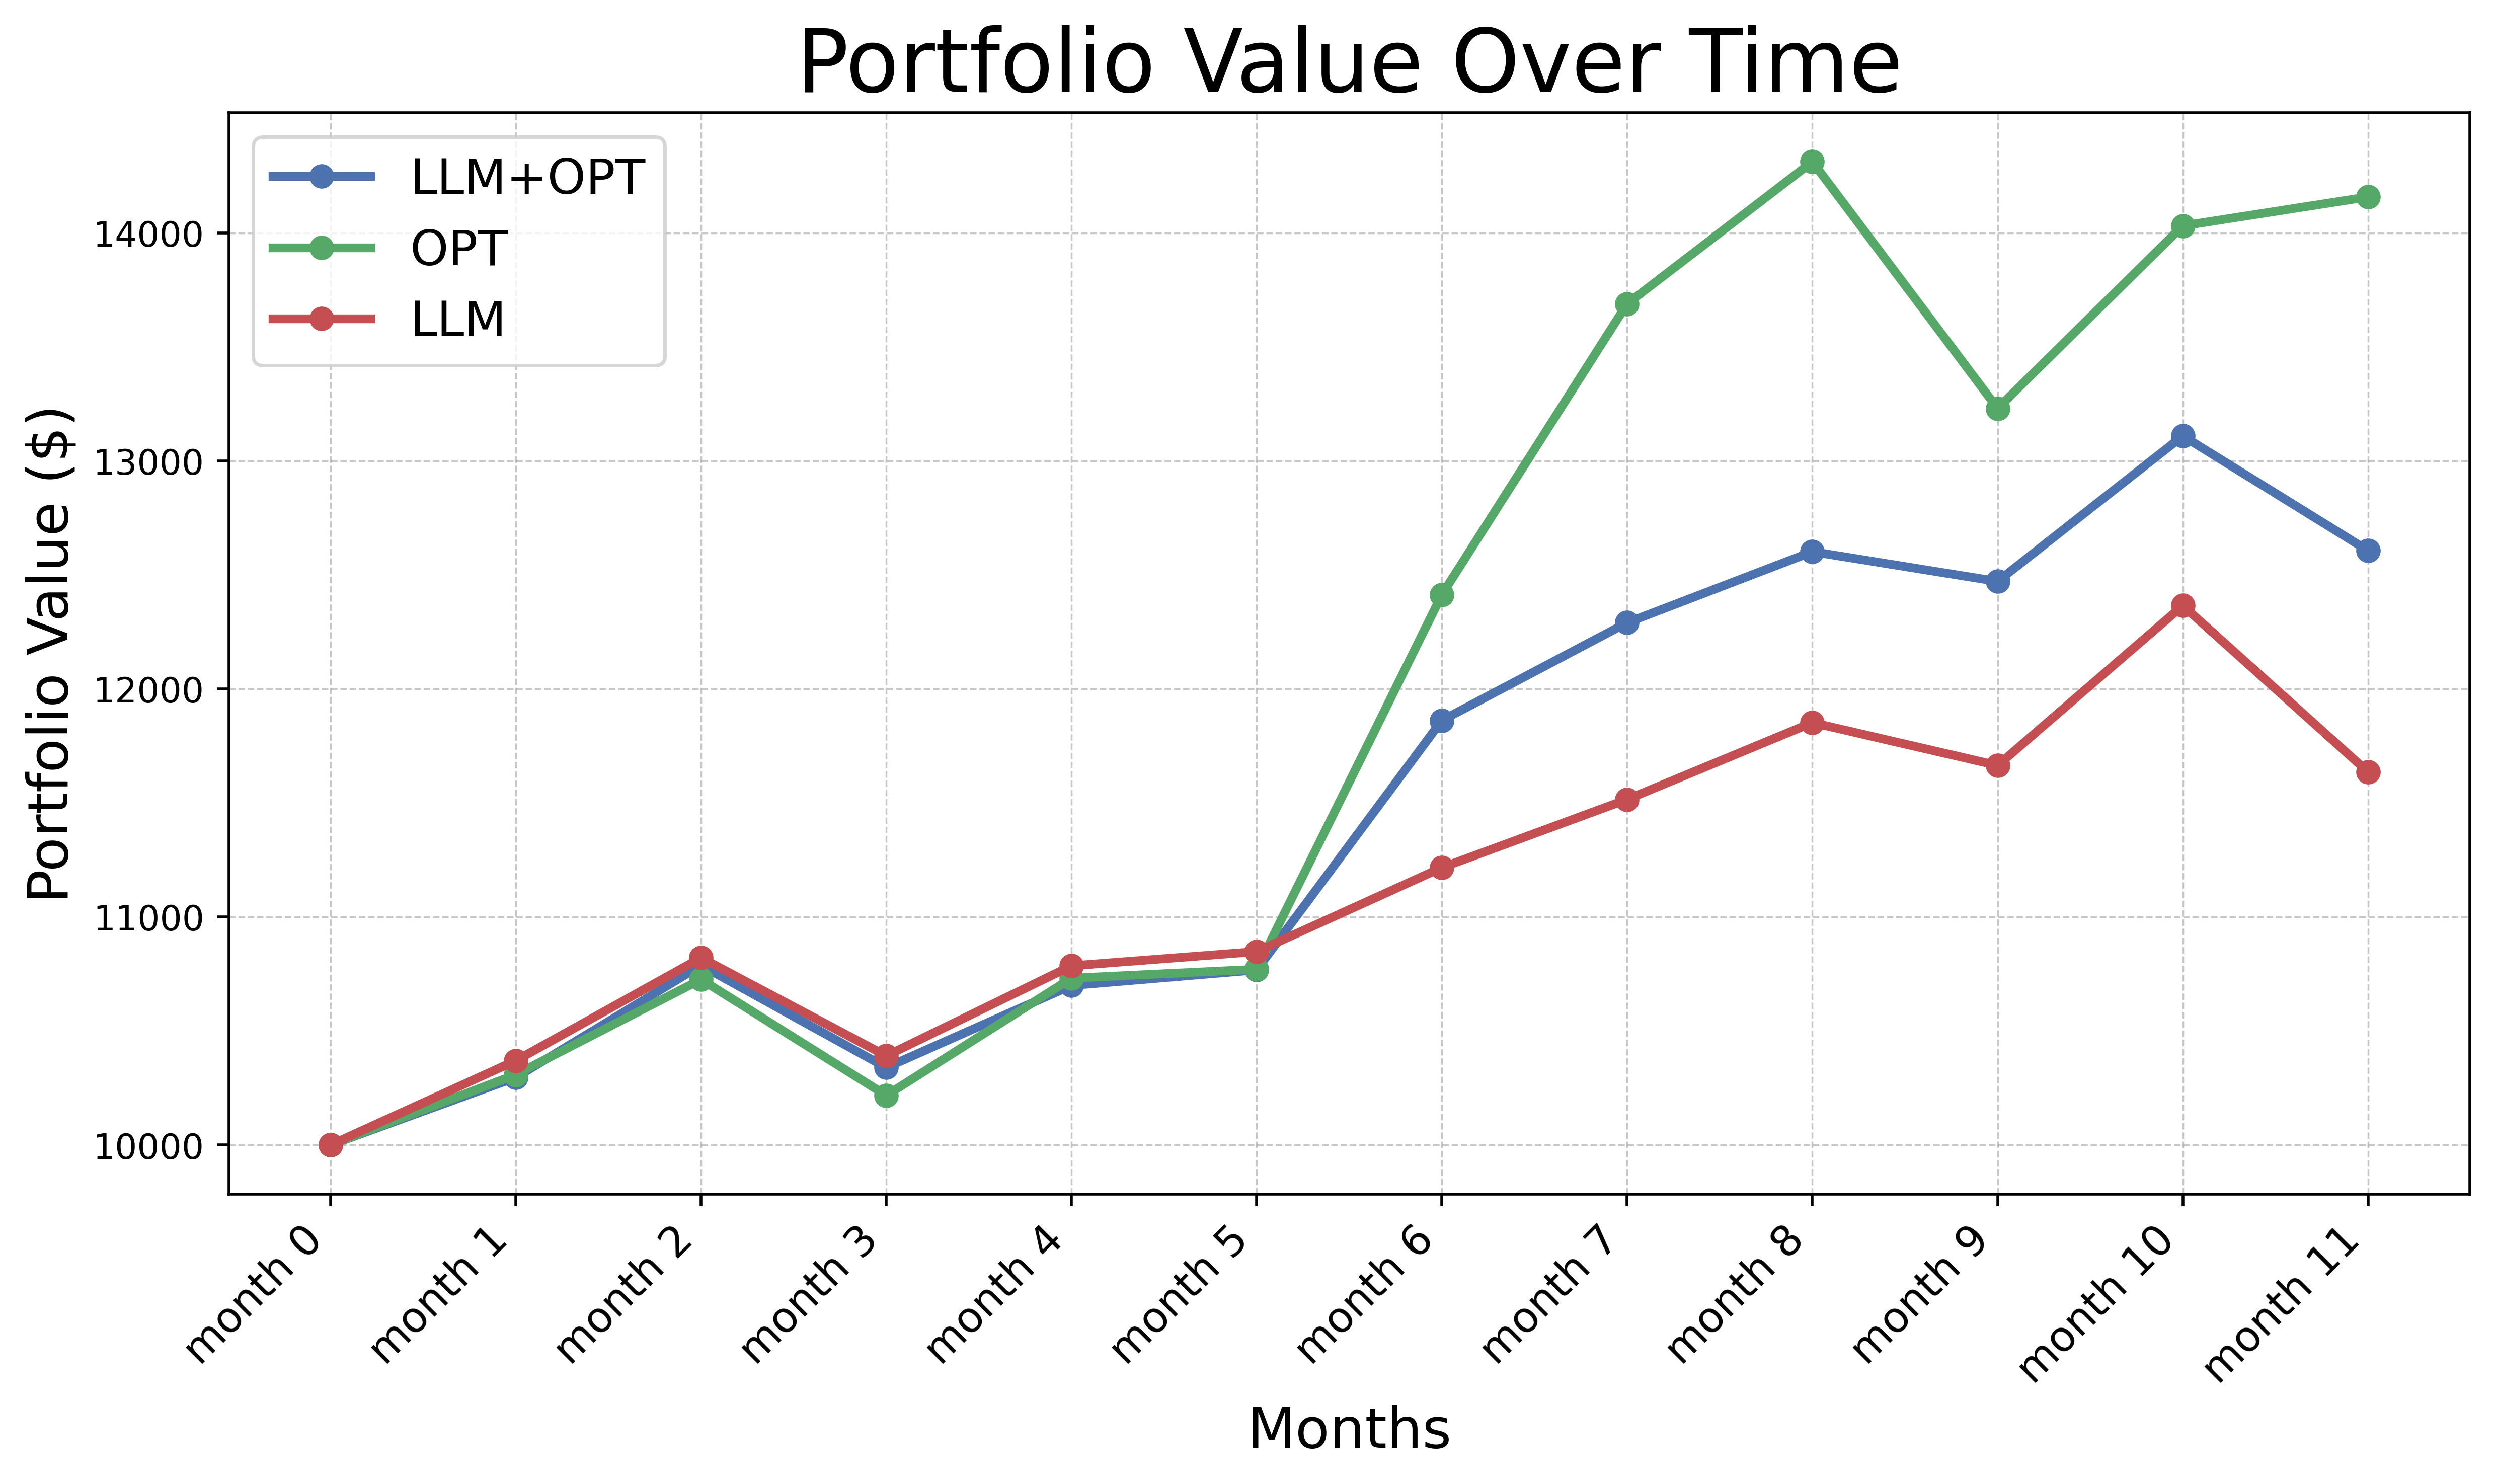 Portfolio Value Over Time
LLM+OPT
OPT
LLM
Portfolio Value ($)
14000
13000
12000
11000
10000
month 0
month 1
month 2
month 3
month 4
month 5
month 6
month 7
month 8
month 9
month 10
month 11
Months